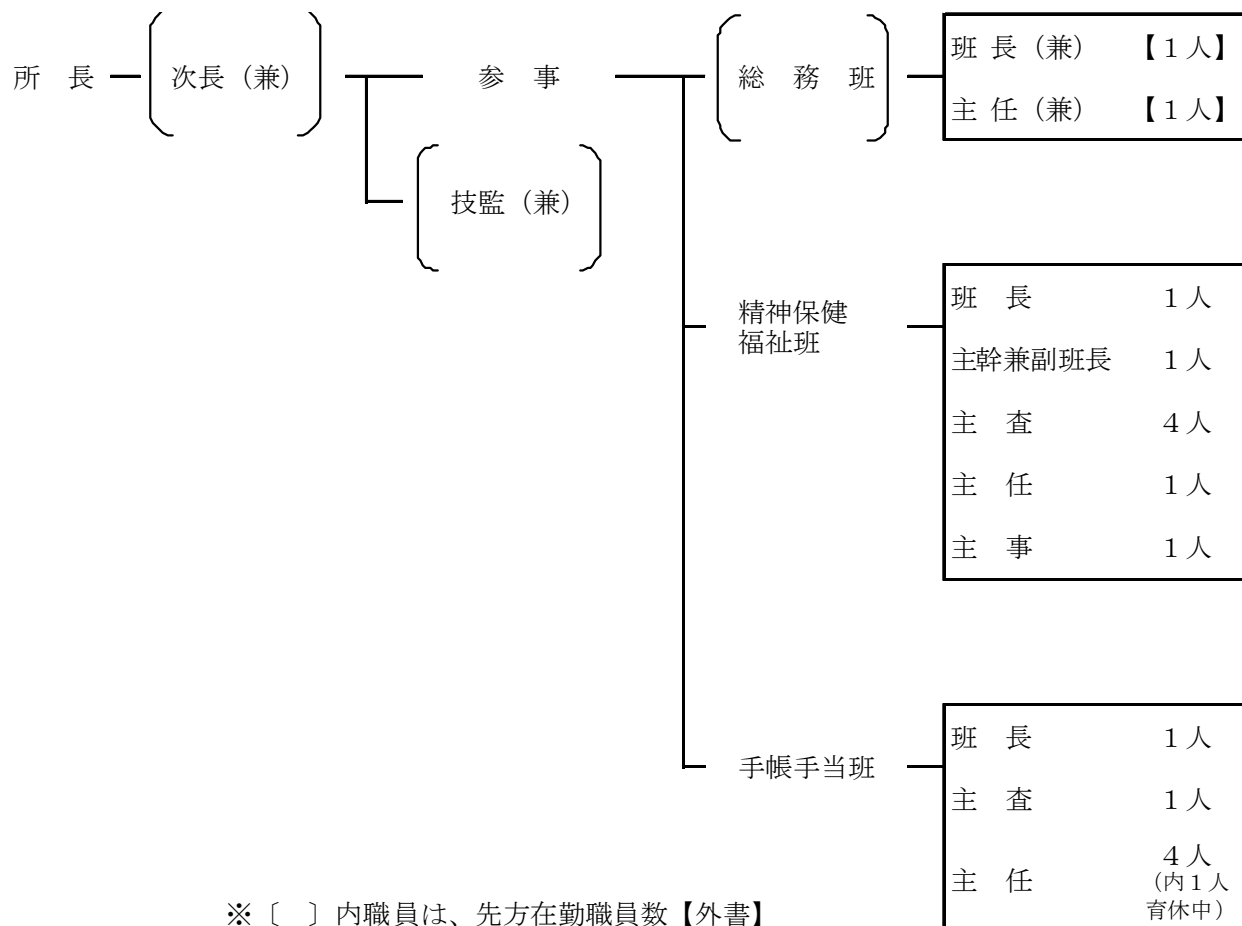 所　長
次長（兼）
参　事
技監（兼）
総　務　班
班 長（兼）　【１人】
主 任（兼）　【１人】
精神保健
福祉班
班　長　１人
主幹兼副班長　１人
主　査　４人
主　任　１人
主　事　１人
手帳手当班
班　長　１人
主　査　１人
主　任　４人
（内１人
育休中）
※〔　〕内職員は、先方在勤職員数【外書】